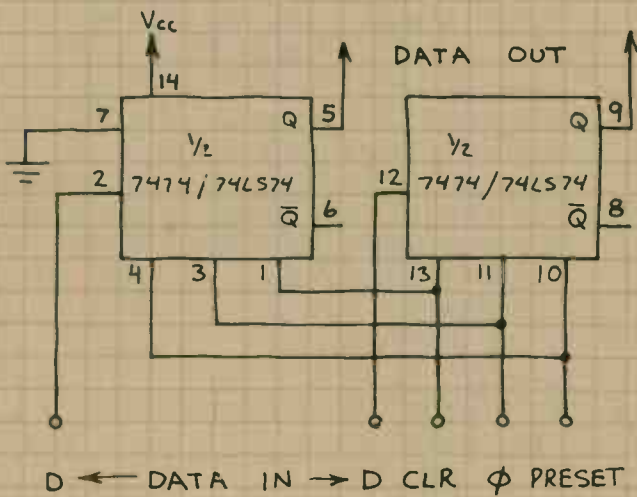 Vcc
14
DATA OUT
7 5 9
Q Q
1/2 1/2
2 7474/74LS74 12 7474/74LS74
Q̅ 6 Q̅ 8
4 3 1 13 11 10
D ← DATA IN → D CLR ϕ PRESET